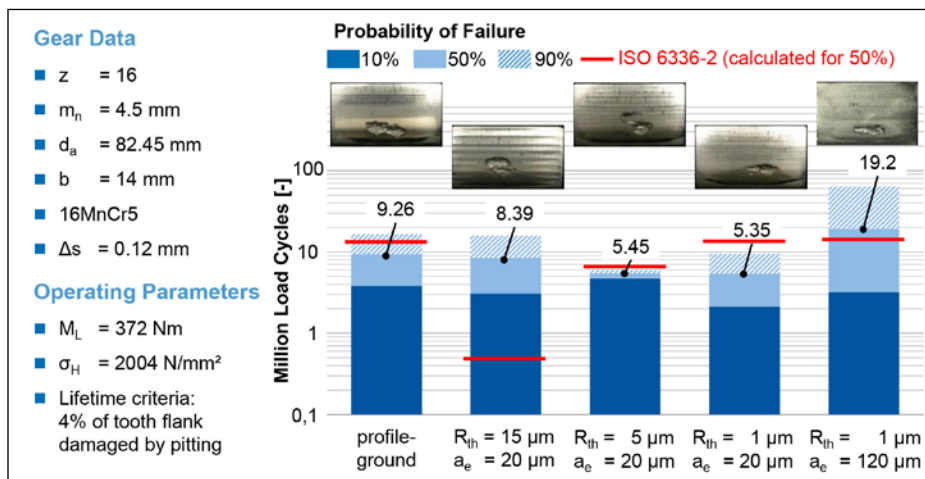 Gear Data
z = 16
mn = 4.5 mm
da = 82.45 mm
b = 14 mm
16MnCr5
Δs = 0.12 mm
Operating Parameters
ML = 372 Nm
σH = 2004 N/mm²
Lifetime criteria:
4% of tooth flank
damaged by pitting
Probability of Failure
10% 50% 90% ISO 6336-2 (calculated for 50%)
Million Load Cycles [-]
100
10
1
0,1
9.26
8.39
5.45
5.35
19.2
profile-
ground
Rth = 15 µm
ae = 20 µm
Rth = 5 µm
ae = 20 µm
Rth = 1 µm
ae = 20 µm
Rth = 1 µm
ae = 120 µm